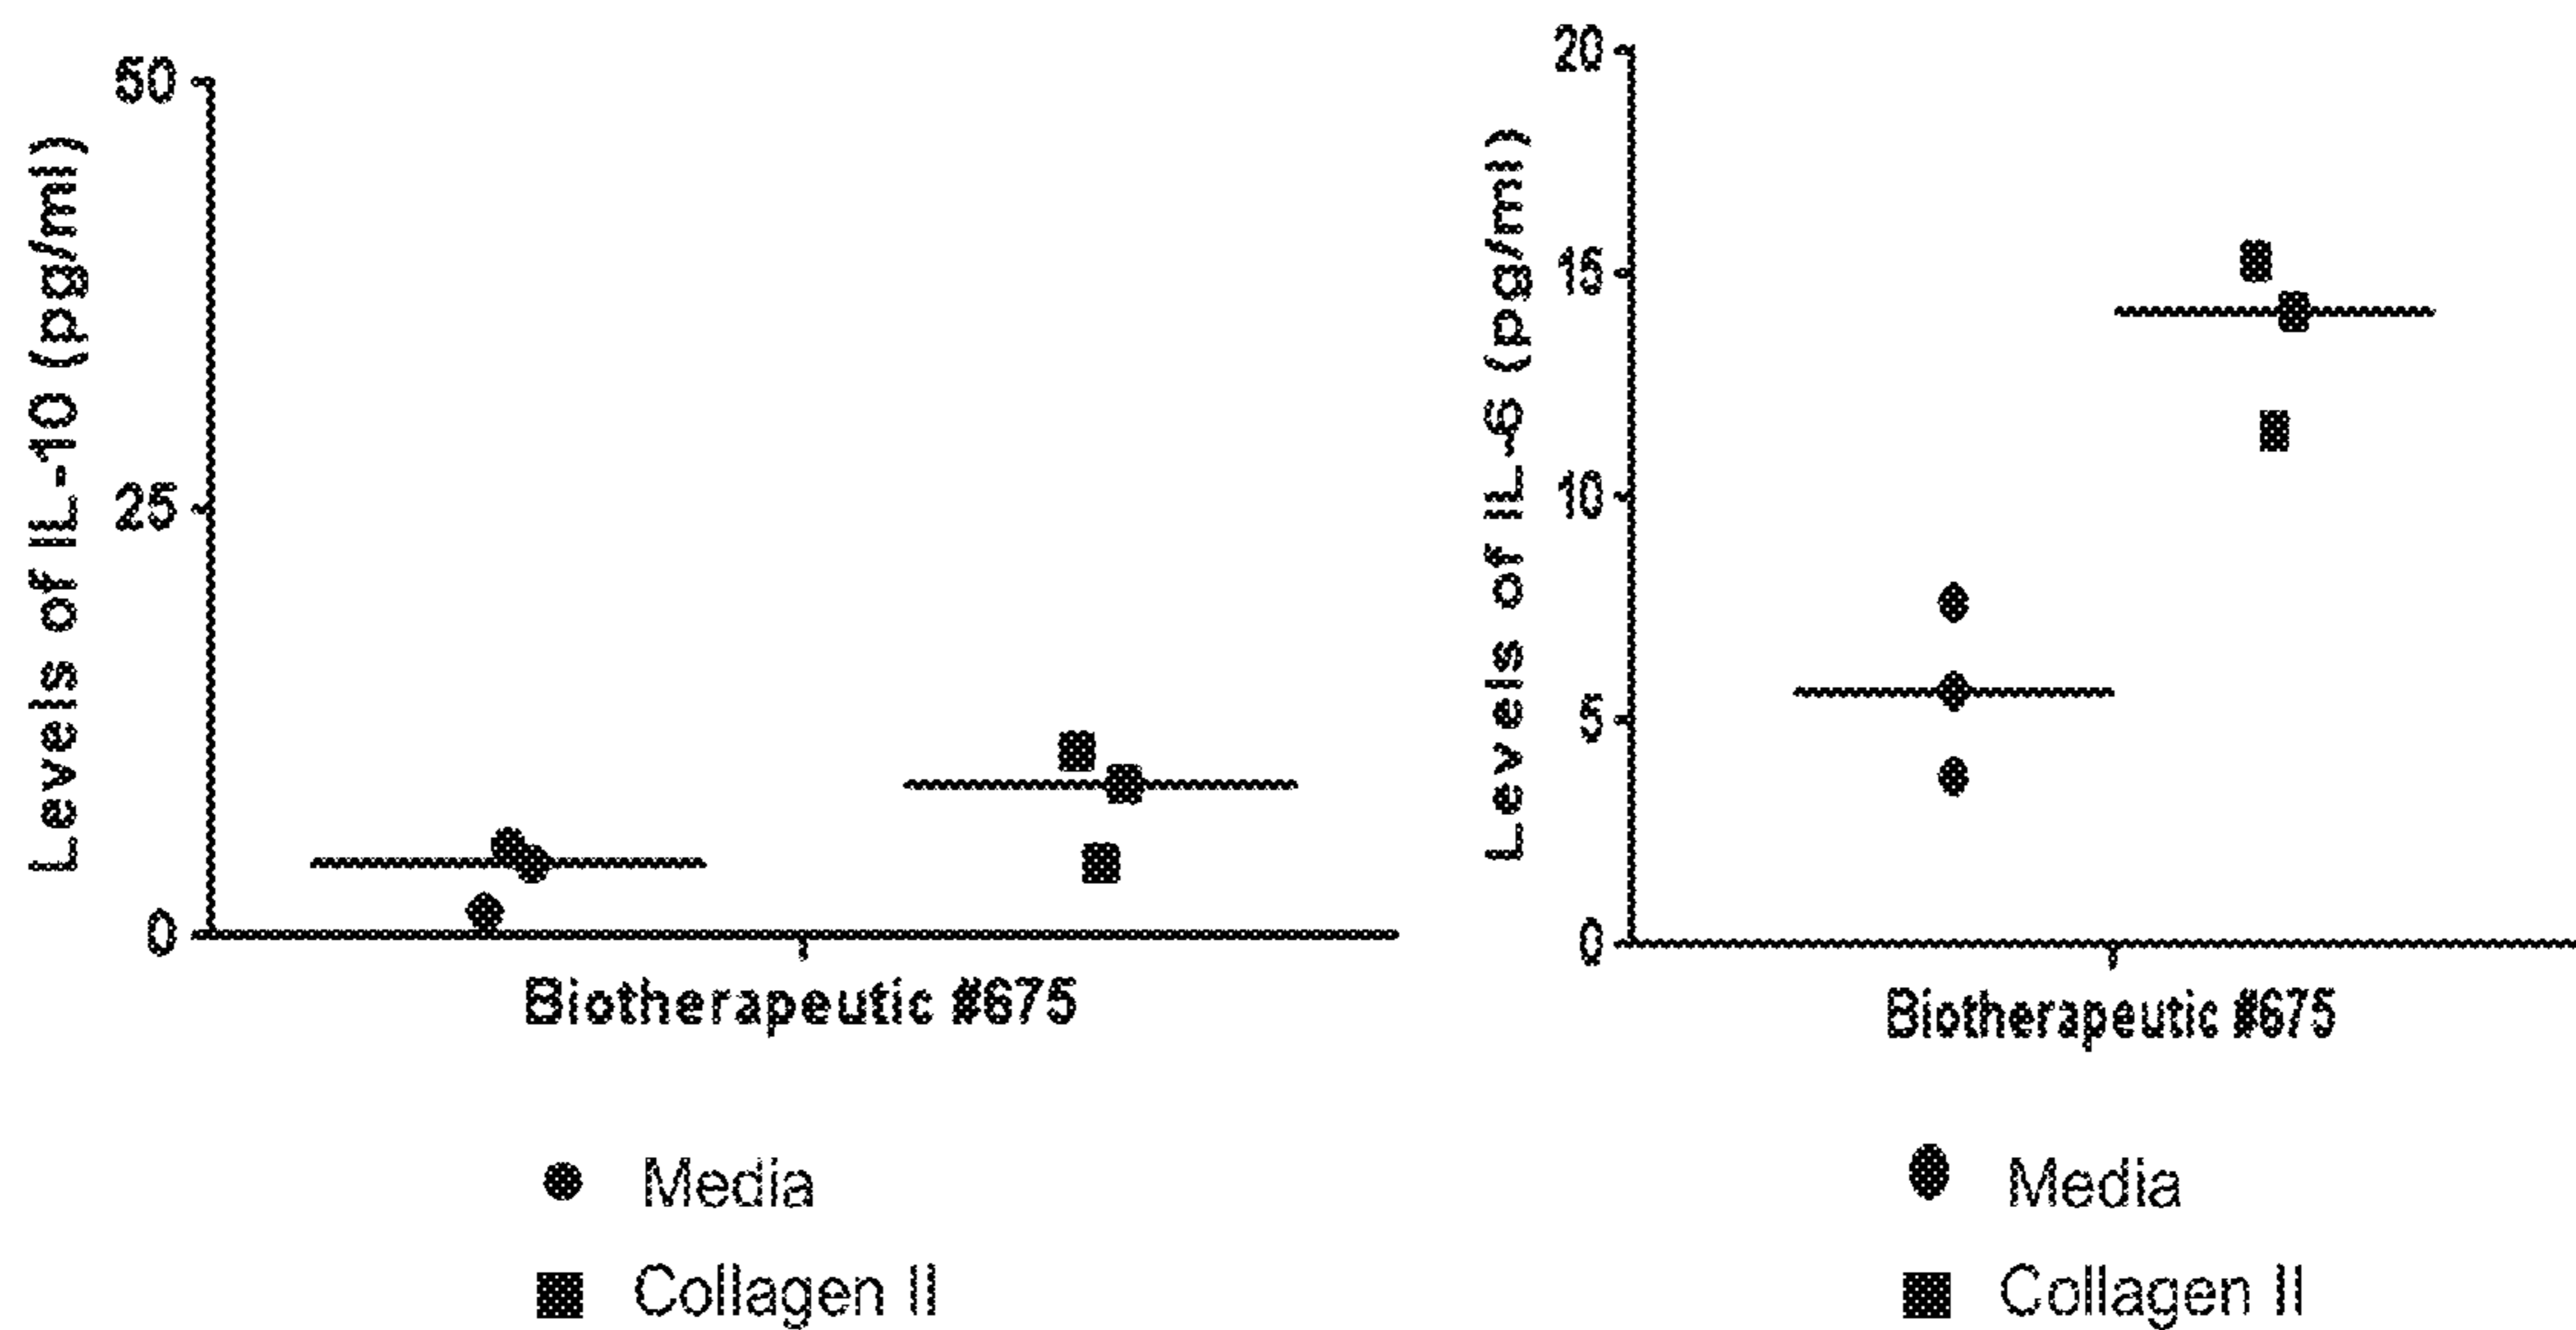 Levels of IL-10 (pg/ml)
50
25
0
Biotherapeutic #675
Media
Collagen II
Levels of IL-6 (pg/ml)
20
15
10
5
0
Biotherapeutic #675
Media
Collagen II